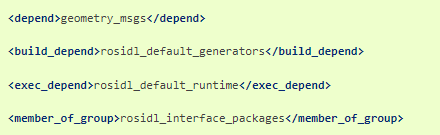 <depend>geometry_msgs</depend>
<build_depend>rosidl_default_generators</build_depend>
<exec_depend>rosidl_default_runtime</exec_depend>
<member_of_group>rosidl_interface_packages</member_of_group>